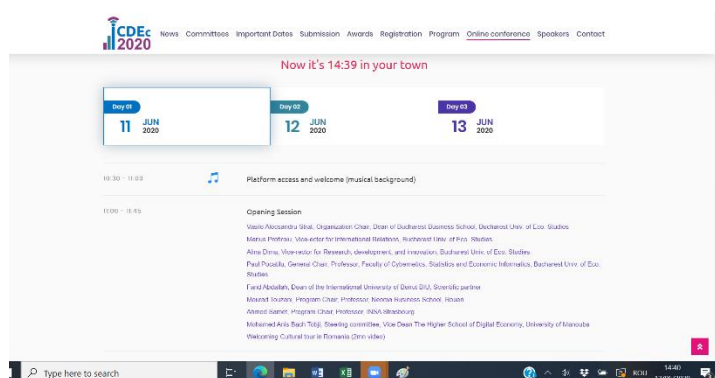 ICDEc 2020
News Committees Important Dates Submission Awards Registration Program Online conference Speakers Contact
Now it's 14:39 in your town
Day 01
11 JUN 2020
Day 02
12 JUN 2020
Day 03
13 JUN 2020
10:30 - 11:00
Platform access and welcome (musical background)
11:00 - 11:45
Opening Session
Vasile Alecsandru Strat, Organization Chair, Dean of Bucharest Business School, Bucharest Univ. of Eco. Studies
Marius Profiroiu, Vice-rector for International Relations, Bucharest Univ. of Eco. Studies
Alina Dima, Vice-rector for Research, development, and innovation, Bucharest Univ. of Eco. Studies
Paul Pocatilu, General Chair, Professor, Faculty of Cybernetics, Statistics and Economic Informatics, Bucharest Univ. of Eco.
Studies
Farid Abdallah, Dean of the International University of Beirut BIU, Scientific partner
Mourad Touzani, Program Chair, Professor, Neoma Business School, Rouen
Ahmed Samet, Program Chair, Professor, INSA Strasbourg
Mohamed Anis Bach Tobji, Steering committee, Vice Dean The Higher School of Digital Economy, University of Manouba
Welcoming Cultural tour in Romania (2mn video)
Type here to search
ROU
14:40